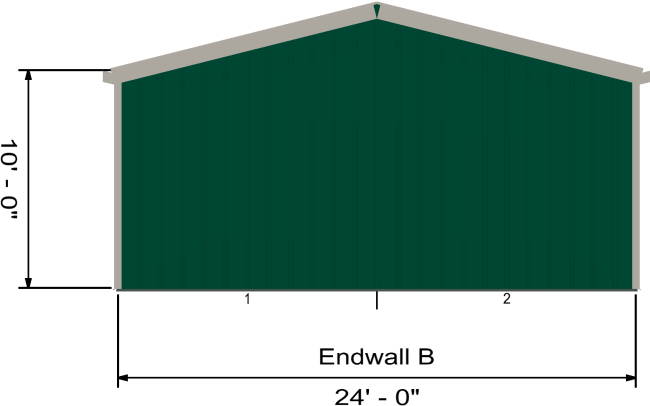 10' - 0"
1
2
Endwall B
24' - 0"